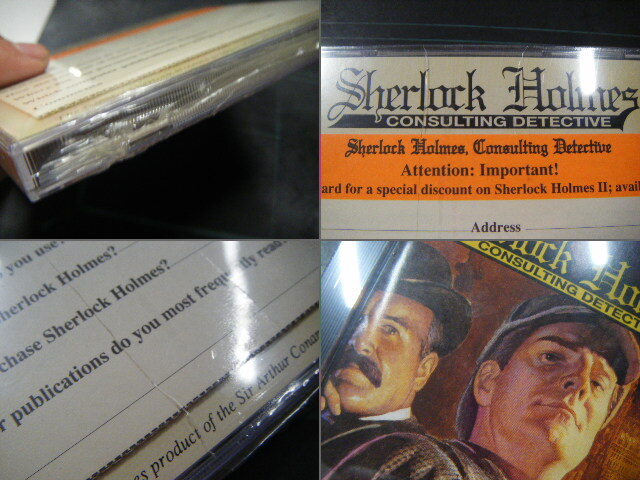 Sherlock Holmes
CONSULTING DETECTIVE
Sherlock Holmes, Consulting Detective
Attention: Important!
ard for a special discount on Sherlock Holmes II; avail
Address
you use?
herlock Holmes?
chase Sherlock Holmes?
r publications do you most frequently read?
es product of the Sir Arthur Conan
CONSULTING DETECT